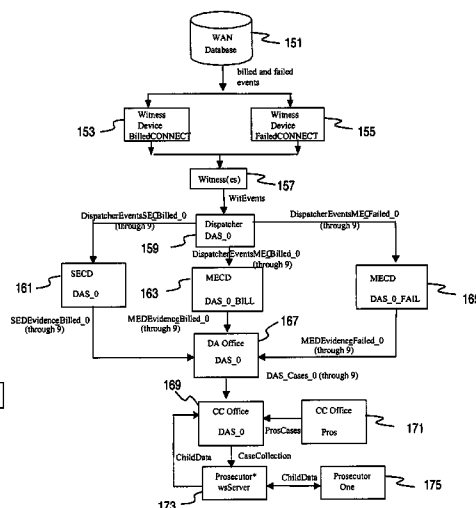 WAN
Database
151
billed and failed
events
Witness
Device
BilledCONNECT
153
Witness
Device
FailedCONNECT
155
Witness(es)
157
WitEvents
DispatcherEventsSECBilled_0
(through 9)
Dispatcher
DAS_0
159
DispatcherEventsMECFailed_0
(through 9)
DispatcherEventsMECBilled_0
(through 9)
161
SECD
DAS_0
163
MECD
DAS_0_BILL
MECD
DAS_0_FAIL
165
SEDEvidenceBilled_0
(through 9)
MEDEvidenceBilled_0
(through 9)
167
MEDEvidenceFailed_0
(through 9)
DA Office
DAS_0
DAS_Cases_0 (through 9)
169
CC Office
DAS_0
ProsCases
CC Office
Pros
171
ChildData
CaseCollection
Prosecutor*
wsServer
173
ChildData
Prosecutor
One
175